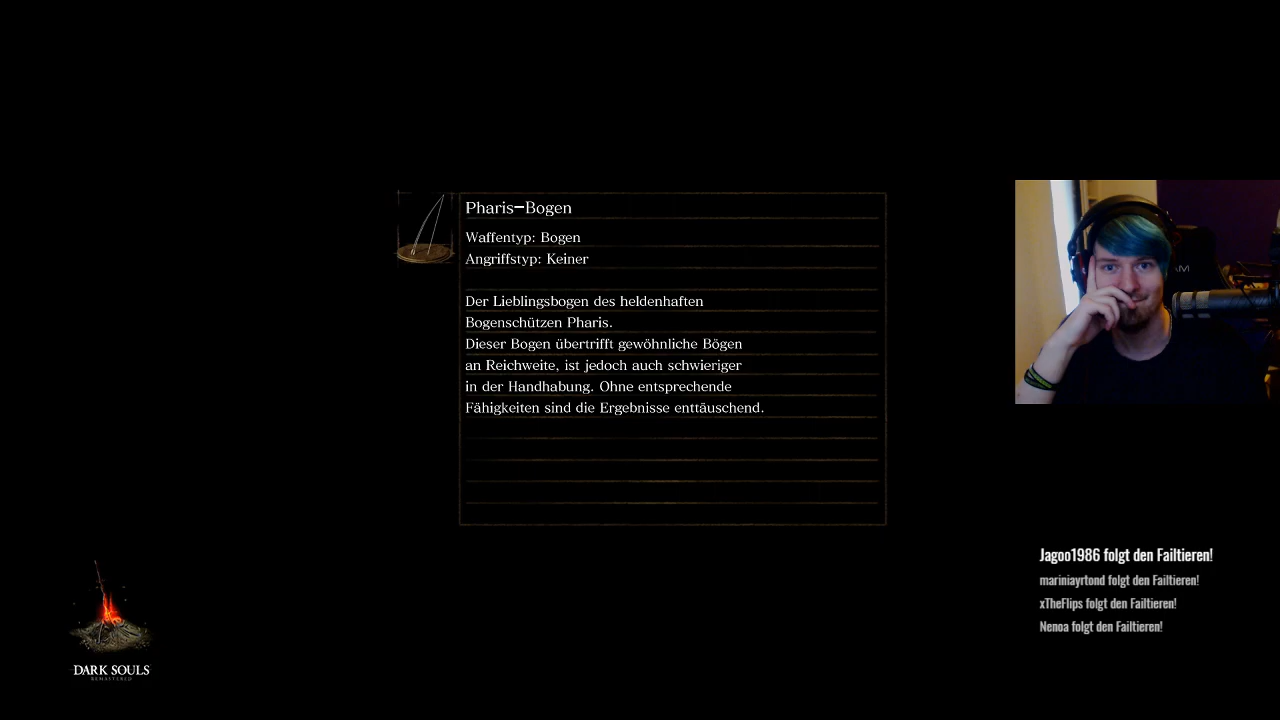 Pharis-Bogen
Waffentyp: Bogen
Angriffstyp: Keiner
Der Lieblingsbogen des heldenhaften
Bogenschützen Pharis.
Dieser Bogen übertrifft gewöhnliche Bögen
an Reichweite, ist jedoch auch schwieriger
in der Handhabung. Ohne entsprechende
Fähigkeiten sind die Ergebnisse enttäuschend.
AM
Jagoo1986 folgt den Failtieren!
mariniayrtond folgt den Failtieren!
xTheFlips folgt den Failtieren!
Nenoa folgt den Failtieren!
DARK SOULS
REMASTERED